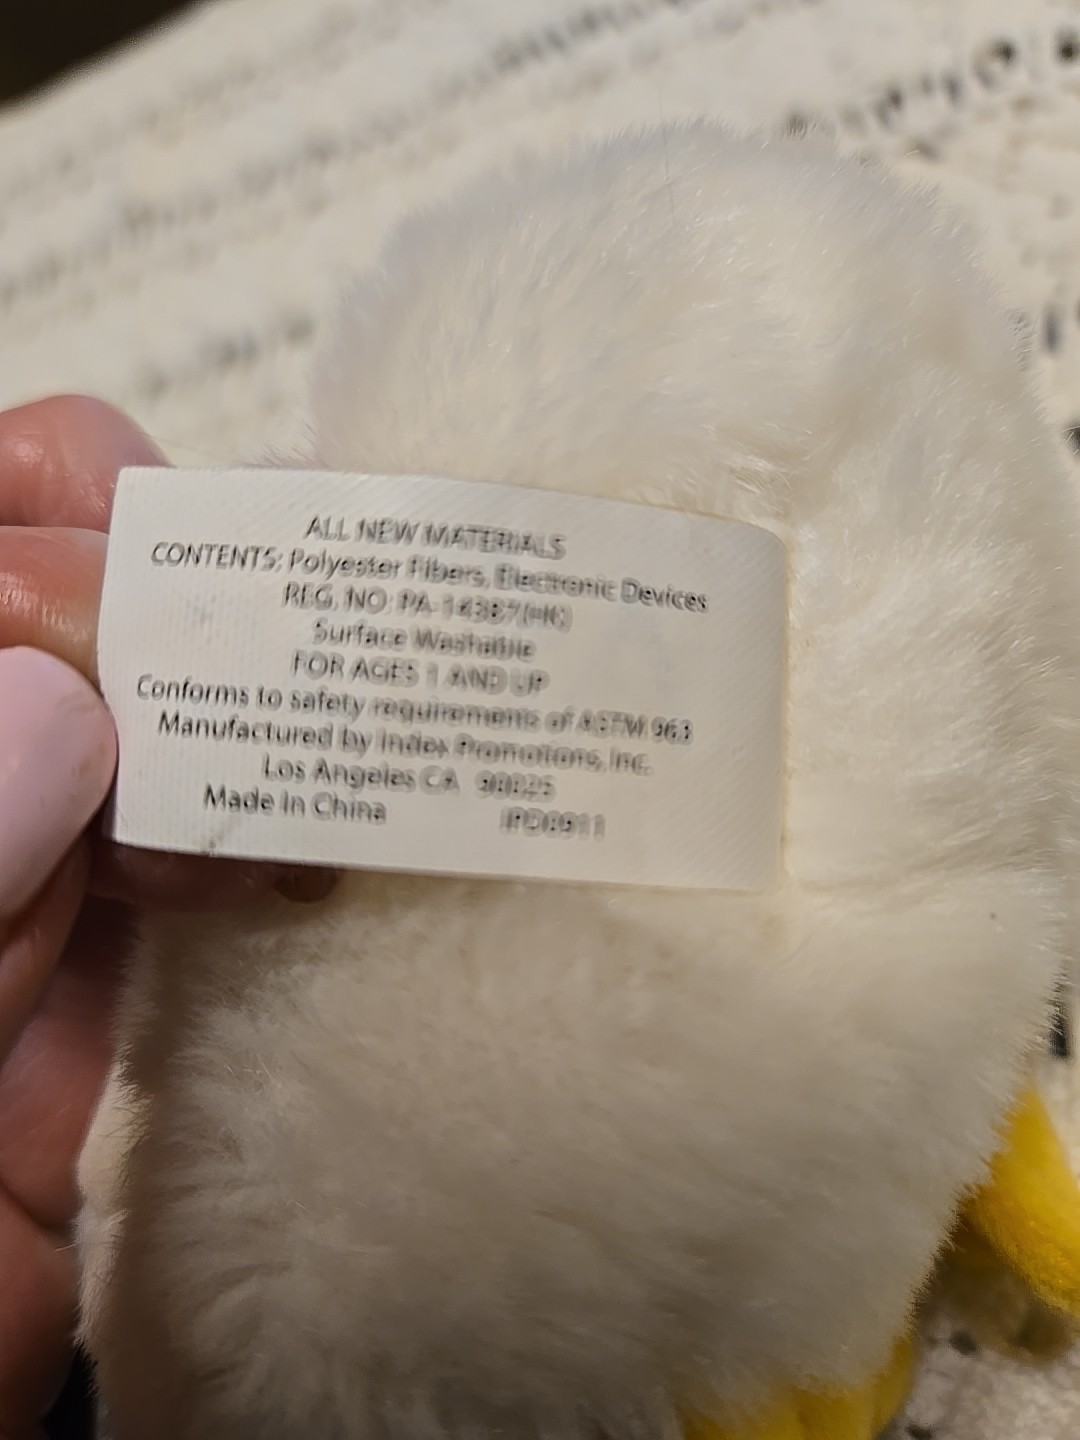 ALL NEW MATERIALS
CONTENTS: Polyester Fibers, Electronic Devices
REG. NO. PA-14387(HK)
Surface Washable
FOR AGES 1 AND UP
Conforms to safety requirements of ASTM 963
Manufactured by Index Promotions, Inc.
Los Angeles CA 90025
Made In China IPD0911